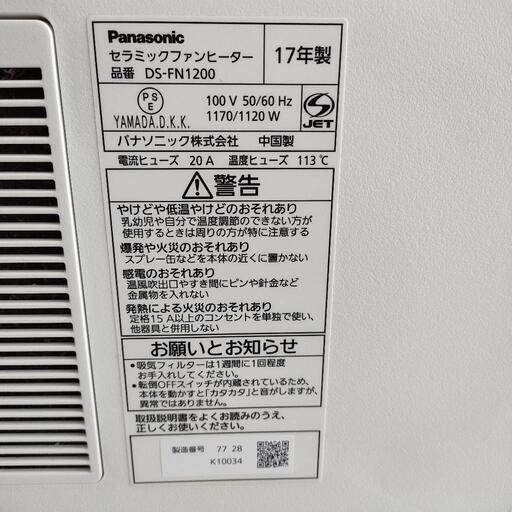 Panasonic
セラミックファンヒーター
品番 DS-FN1200
17年製
PSE
YAMADA.D.K.K.
100 V 50/60 Hz
1170/1120 W
JET
パナソニック株式会社 中国製
電流ヒューズ 20 A 温度ヒューズ 113℃
警告
やけどや低温やけどのおそれあり
乳幼児や自分で温度調節のできない方が
使用するときは周りの方が特に注意する
爆発や火災のおそれあり
スプレー缶などを本体の近くに置かない
感電のおそれあり
温風吹出口やすき間にピンや針金など
金属物を入れない
発熱による火災のおそれあり
定格15 A以上のコンセントを単独で使い、
他器具と併用しない
お願いとお知らせ
●吸気フィルターは1週間に1回程度
お手入れしてください。
●転倒OFFスイッチが内蔵されているため、
本体を動かすと「カタカタ」と音がしますが、
異常ではありません。
取扱説明書をよくお読みのうえ、
正しくお使いください。
製造番号 77 2B
K10034